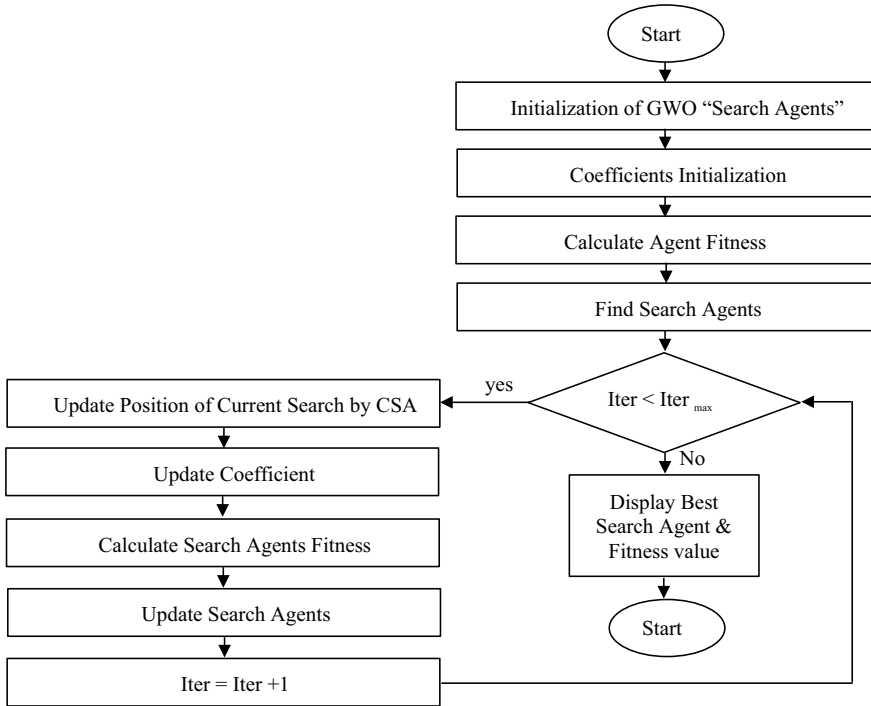 Start
Initialization of GWO “Search Agents”
Coefficients Initialization
Calculate Agent Fitness
Find Search Agents
Iter < Iter max
yes
No
Update Position of Current Search by CSA
Update Coefficient
Calculate Search Agents Fitness
Update Search Agents
Iter = Iter +1
Display Best
Search Agent &
Fitness value
Start